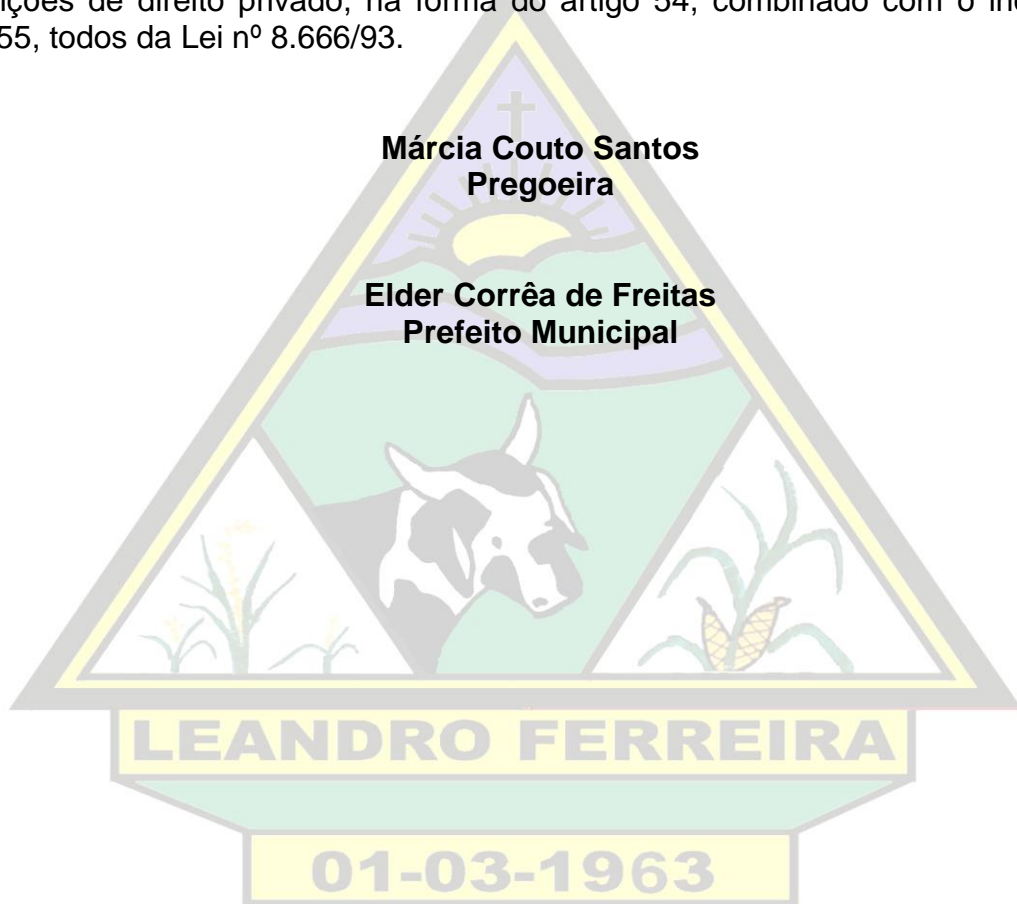 ições de direito privado, na forma do artigo 54, combinado com o in
55, todos da Lei nº 8.666/93.
Márcia Couto Santos
Pregoeira
Elder Corrêa de Freitas
Prefeito Municipal
LEANDRO FERREIRA
01-03-1963